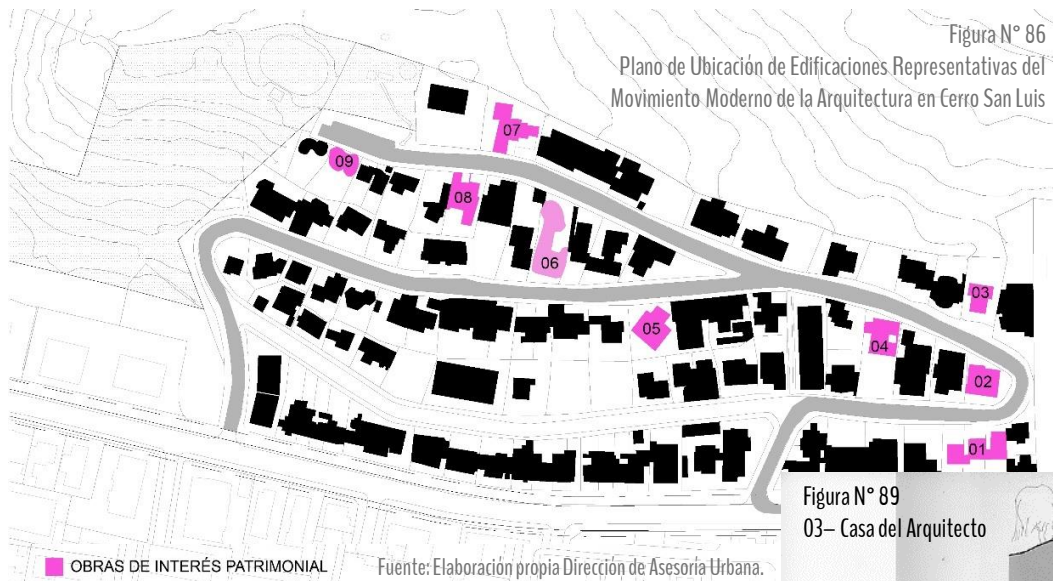 Figura N° 86
Plano de Ubicación de Edificaciones Representativas del
Movimiento Moderno de la Arquitectura en Cerro San Luis
07
09
08
06
03
05
04
02
01
Figura N° 89
03– Casa del Arquitecto
OBRAS DE INTERÉS PATRIMONIAL
Fuente: Elaboración propia Dirección de Asesoría Urbana.